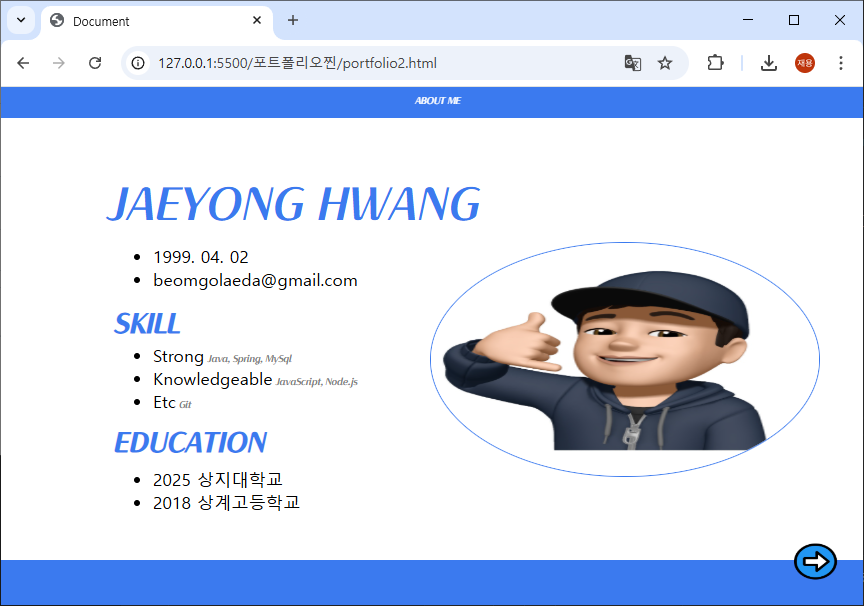 Document
127.0.0.1:5500/포트폴리오찐/portfolio2.html
재용
ABOUT ME
JAEYONG HWANG
1999. 04. 02
beomgolaeda@gmail.com
SKILL
Strong Java, Spring, MySql
Knowledgeable JavaScript, Node.js
Etc Git
EDUCATION
2025 상지대학교
2018 상계고등학교